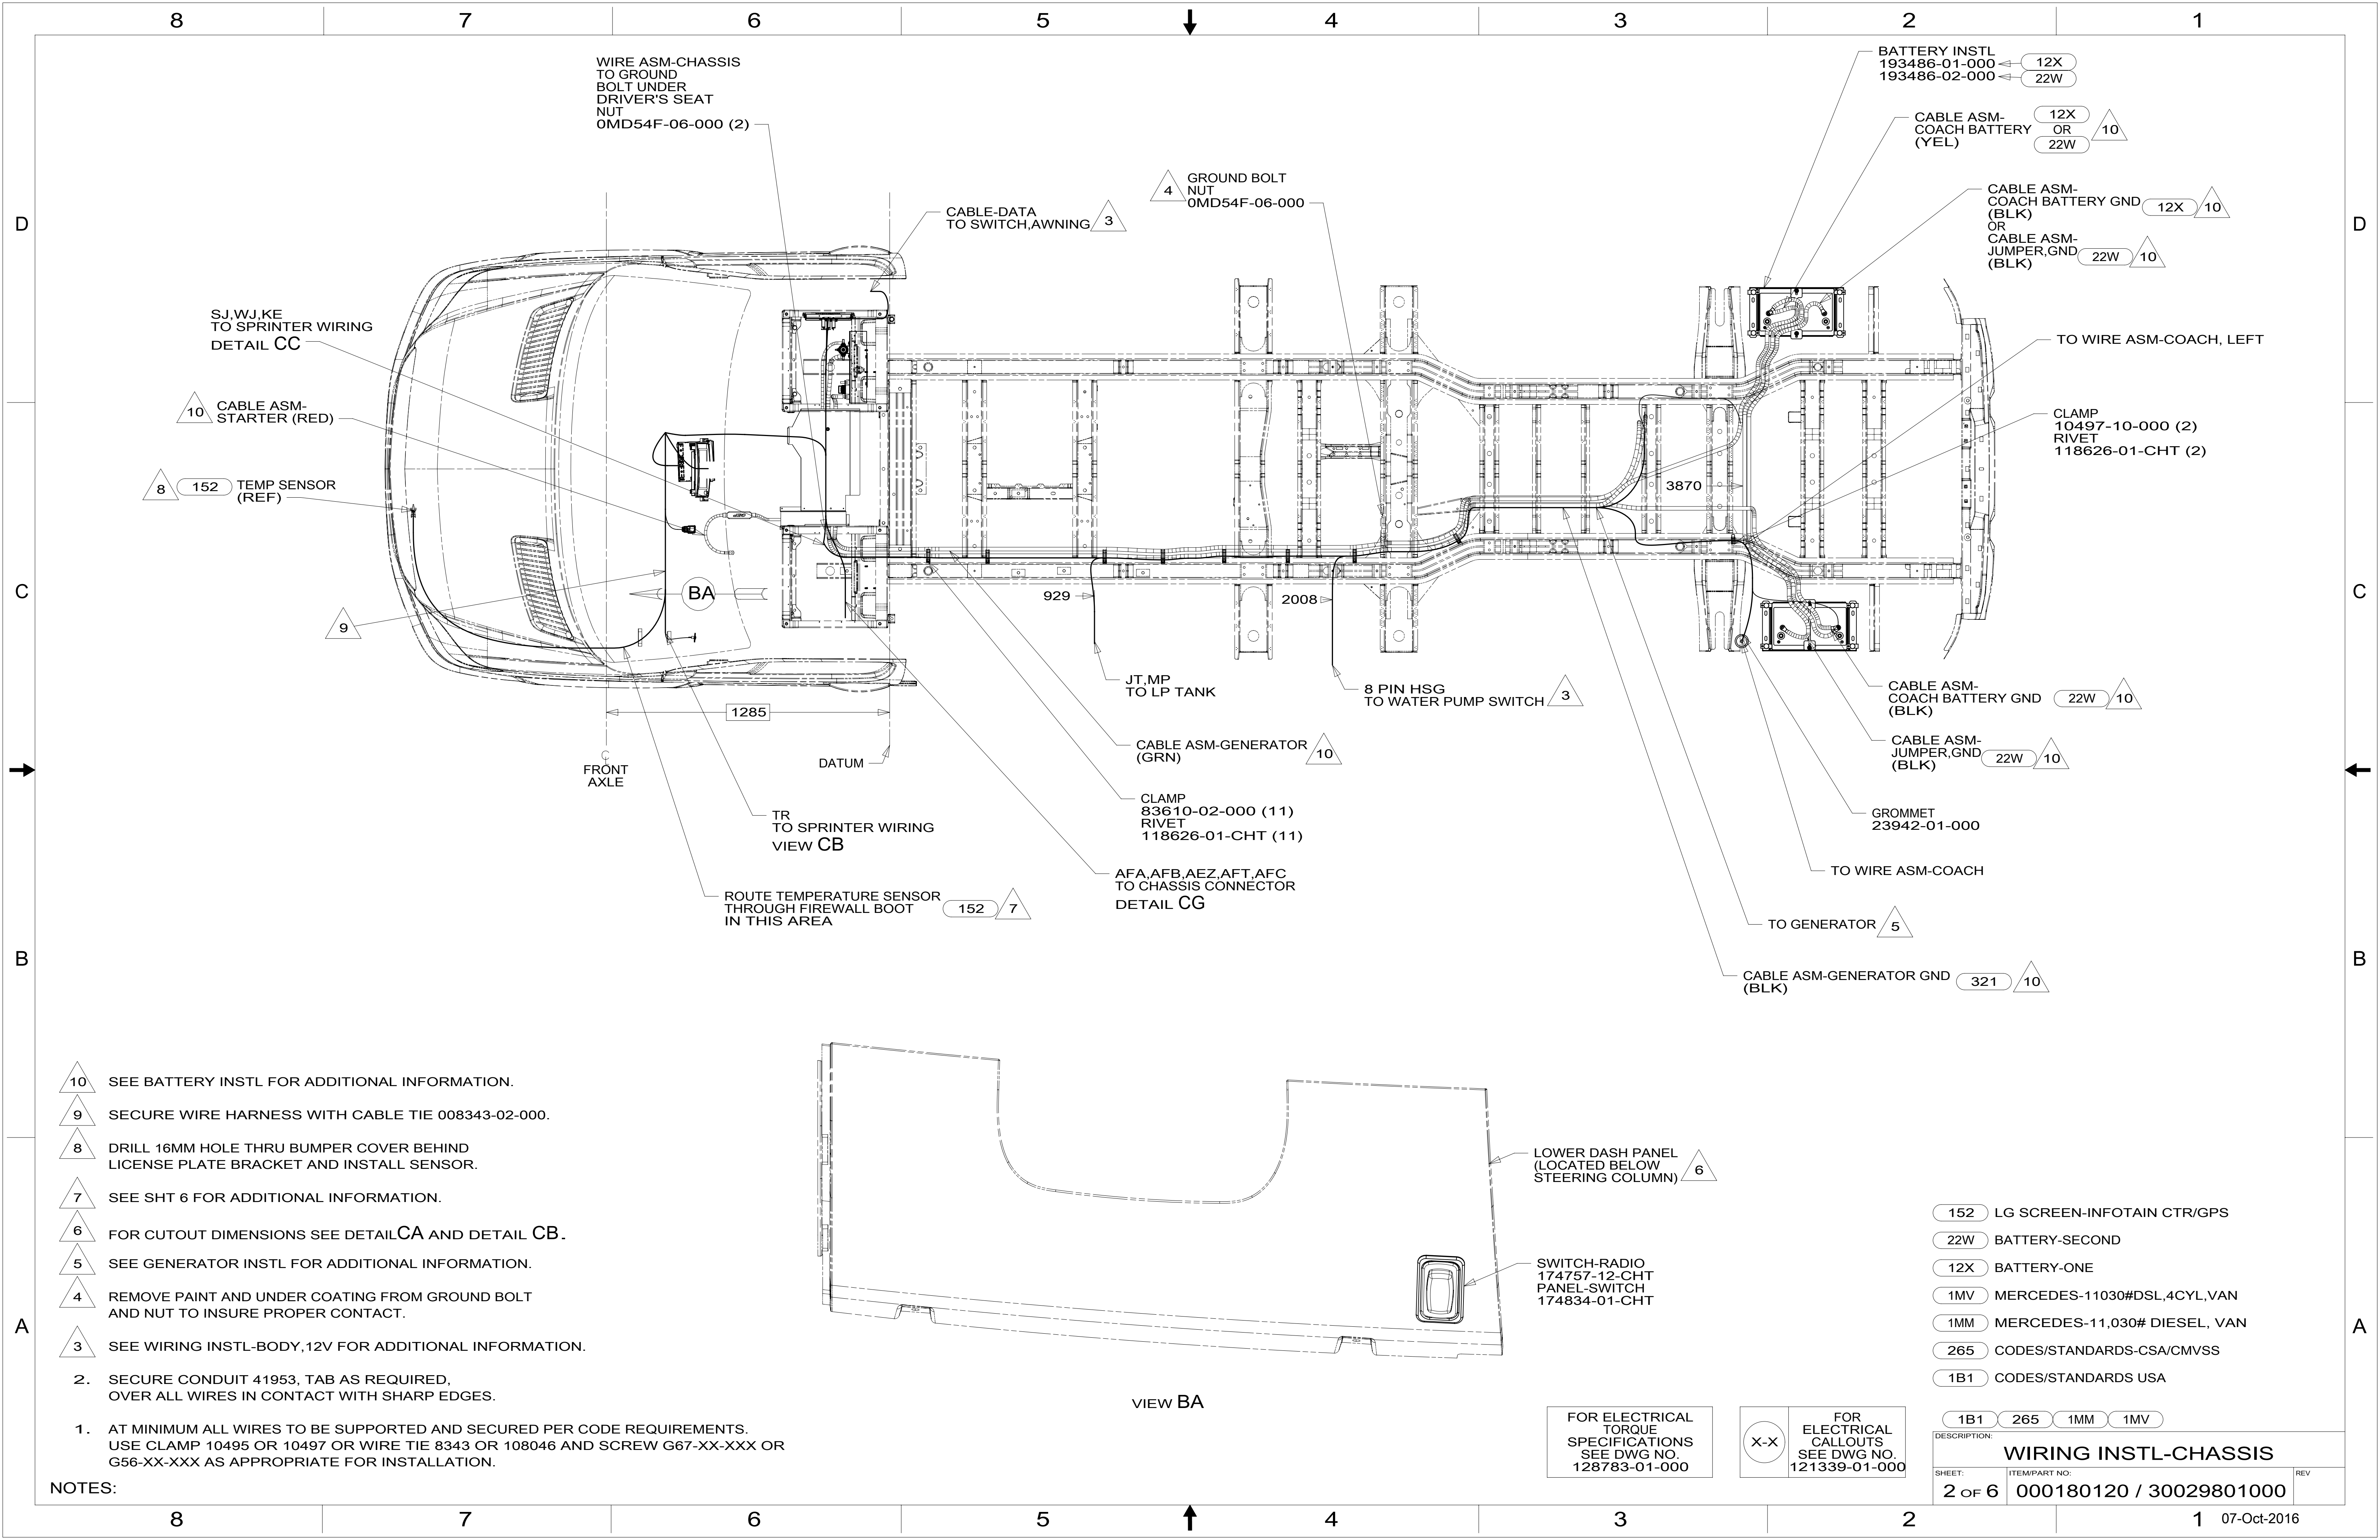 8 7 6 5 4 3 2 1
D
C
B
A
D
C
B
A
WIRE ASM-CHASSIS
TO GROUND
BOLT UNDER
DRIVER'S SEAT
NUT
0MD54F-06-000 (2)
CABLE-DATA
TO SWITCH,AWNING 3
4 GROUND BOLT
NUT
0MD54F-06-000
BATTERY INSTL
193486-01-000 12X
193486-02-000 22W
CABLE ASM-
COACH BATTERY
(YEL)
12X
OR
22W
10
CABLE ASM-
COACH BATTERY GND
(BLK)
12X 10
OR
CABLE ASM-
JUMPER,GND
(BLK)
22W 10
SJ,WJ,KE
TO SPRINTER WIRING
DETAIL CC
10 CABLE ASM-
STARTER (RED)
8 152 TEMP SENSOR
(REF)
9
BA
TO WIRE ASM-COACH, LEFT
CLAMP
10497-10-000 (2)
RIVET
118626-01-CHT (2)
3870
929
2008
JT,MP
TO LP TANK
8 PIN HSG
TO WATER PUMP SWITCH 3
1285
FRONT
AXLE
DATUM
CABLE ASM-GENERATOR
(GRN)
10
CABLE ASM-
COACH BATTERY GND
(BLK)
22W 10
CABLE ASM-
JUMPER,GND
(BLK)
22W 10
CLAMP
83610-02-000 (11)
RIVET
118626-01-CHT (11)
TR
TO SPRINTER WIRING
VIEW CB
GROMMET
23942-01-000
AFA,AFB,AEZ,AFT,AFC
TO CHASSIS CONNECTOR
DETAIL CG
TO WIRE ASM-COACH
ROUTE TEMPERATURE SENSOR
THROUGH FIREWALL BOOT
IN THIS AREA
152 7
TO GENERATOR 5
CABLE ASM-GENERATOR GND
(BLK)
321 10
10 SEE BATTERY INSTL FOR ADDITIONAL INFORMATION.
9 SECURE WIRE HARNESS WITH CABLE TIE 008343-02-000.
8 DRILL 16MM HOLE THRU BUMPER COVER BEHIND
LICENSE PLATE BRACKET AND INSTALL SENSOR.
7 SEE SHT 6 FOR ADDITIONAL INFORMATION.
6 FOR CUTOUT DIMENSIONS SEE DETAIL CA AND DETAIL CB.
5 SEE GENERATOR INSTL FOR ADDITIONAL INFORMATION.
4 REMOVE PAINT AND UNDER COATING FROM GROUND BOLT
AND NUT TO INSURE PROPER CONTACT.
3 SEE WIRING INSTL-BODY,12V FOR ADDITIONAL INFORMATION.
2. SECURE CONDUIT 41953, TAB AS REQUIRED,
OVER ALL WIRES IN CONTACT WITH SHARP EDGES.
1. AT MINIMUM ALL WIRES TO BE SUPPORTED AND SECURED PER CODE REQUIREMENTS.
USE CLAMP 10495 OR 10497 OR WIRE TIE 8343 OR 108046 AND SCREW G67-XX-XXX OR
G56-XX-XXX AS APPROPRIATE FOR INSTALLATION.
NOTES:
LOWER DASH PANEL
(LOCATED BELOW
STEERING COLUMN)
6
SWITCH-RADIO
174757-12-CHT
PANEL-SWITCH
174834-01-CHT
VIEW BA
152 LG SCREEN-INFOTAIN CTR/GPS
22W BATTERY-SECOND
12X BATTERY-ONE
1MV MERCEDES-11030#DSL,4CYL,VAN
1MM MERCEDES-11,030# DIESEL, VAN
265 CODES/STANDARDS-CSA/CMVSS
1B1 CODES/STANDARDS USA
1B1 265 1MM 1MV
FOR ELECTRICAL
TORQUE
SPECIFICATIONS
SEE DWG NO.
128783-01-000
X-X
FOR
ELECTRICAL
CALLOUTS
SEE DWG NO.
121339-01-000
DESCRIPTION:
WIRING INSTL-CHASSIS
SHEET: ITEM/PART NO: REV
2 OF 6 000180120 / 30029801000
8 7 6 5 4 3 2 1
07-Oct-2016